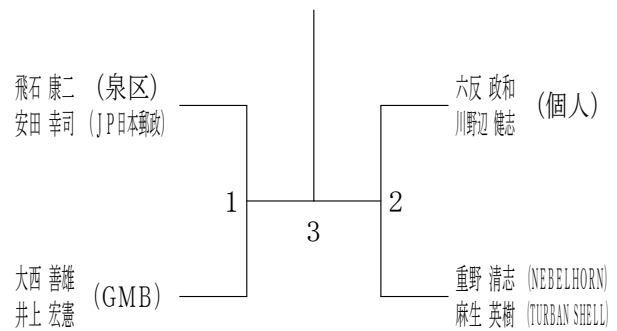 飛石 康二 (泉区)
安田 幸司 (JP日本郵政)
六反 政和
川野辺 健志
(個人)
1
2
3
大西 善雄
井上 宏憲
(GMB)
重野 清志 (NEBELHORN)
麻生 英樹 (TURBAN SHELL)